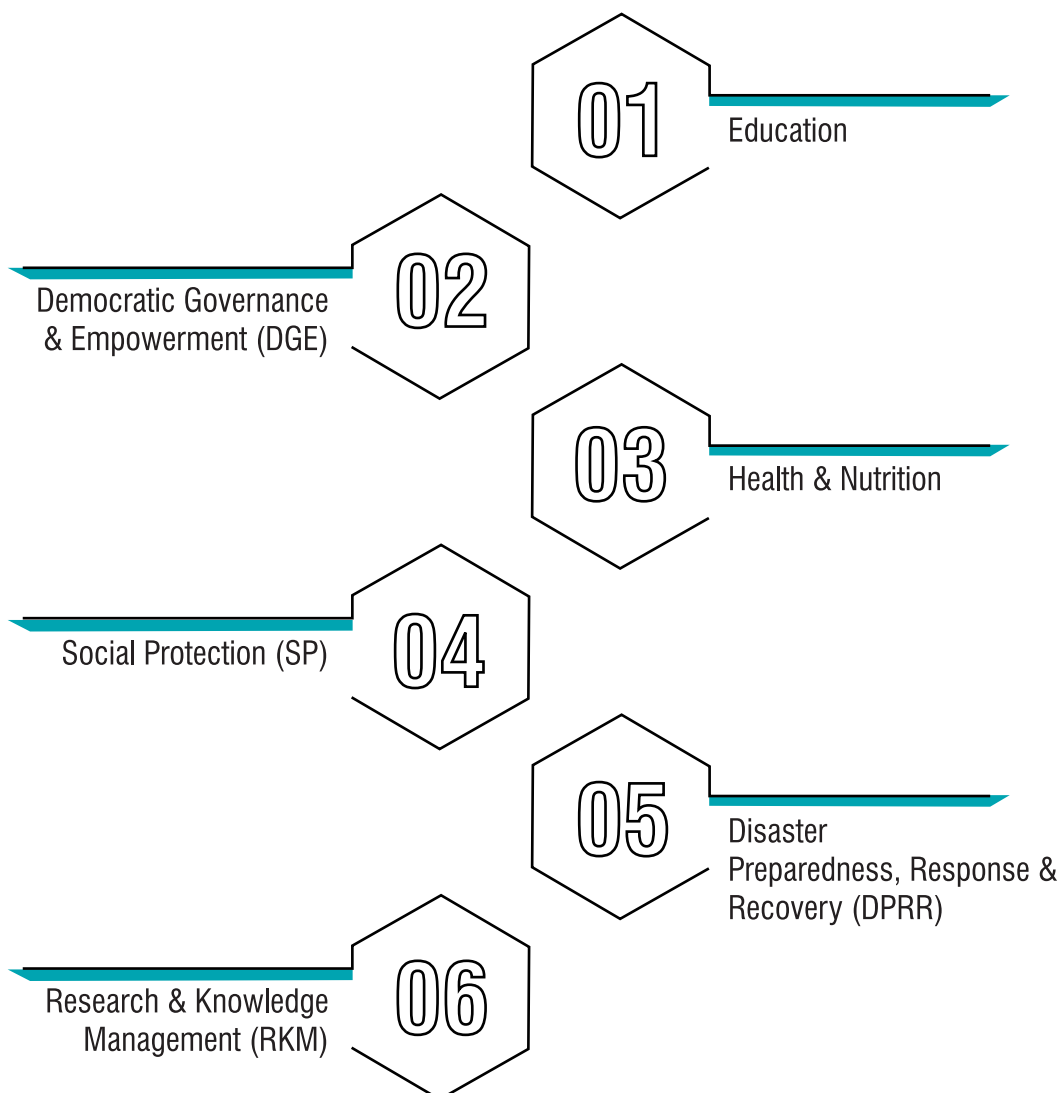 01
Education
02
Democratic Governance
& Empowerment (DGE)
03
Health & Nutrition
04
Social Protection (SP)
05
Disaster
Preparedness, Response &
Recovery (DPRR)
06
Research & Knowledge
Management (RKM)